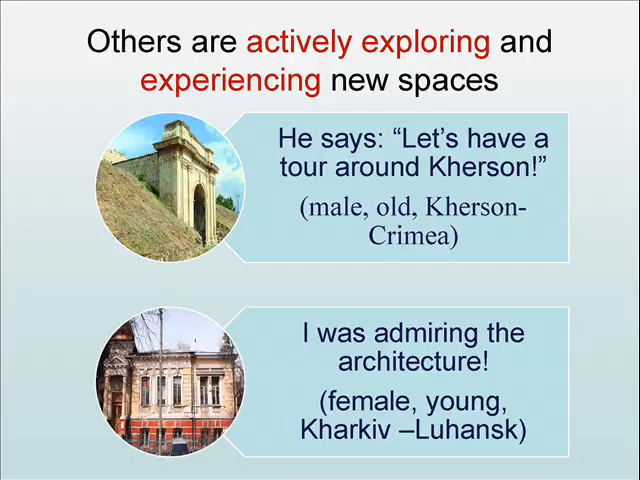 Others are actively exploring and
experiencing new spaces
He says: “Let’s have a
tour around Kherson!”
(male, old, Kherson-
Crimea)
I was admiring the
architecture!
(female, young,
Kharkiv –Luhansk)